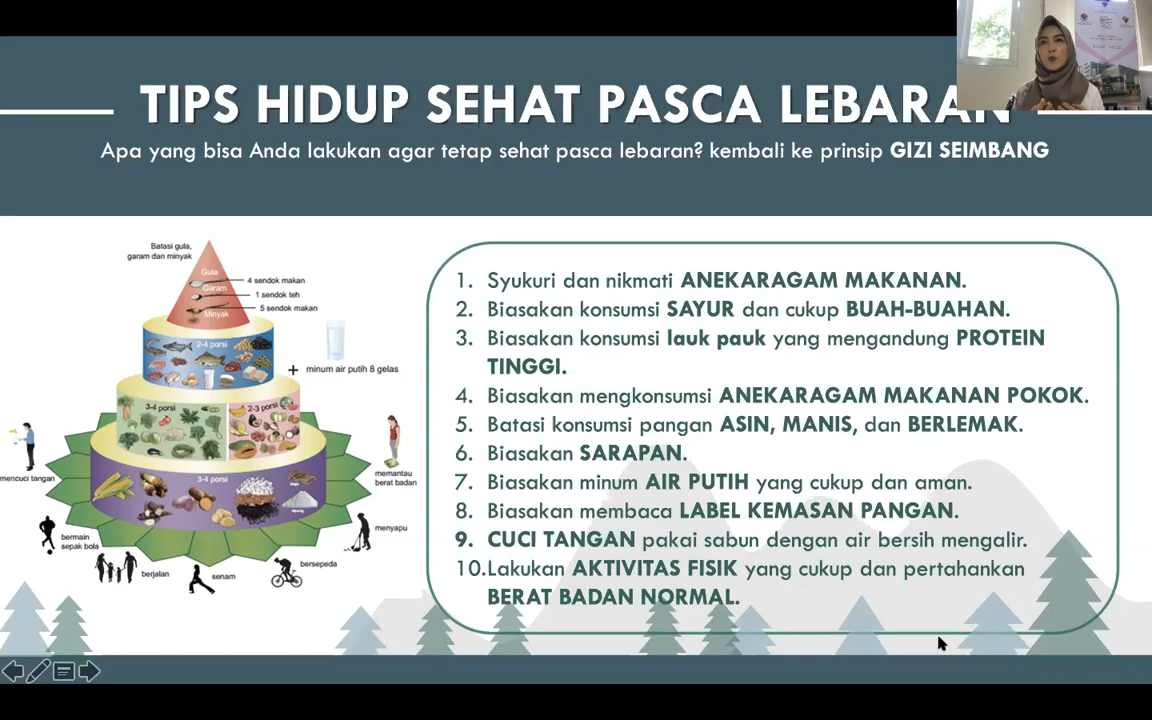 TIPS HIDUP SEHAT PASCA LEBARAN
Apa yang bisa Anda lakukan agar tetap sehat pasca lebaran? kembali ke prinsip GIZI SEIMBANG
Batasi gula,
garam dan minyak
Gula
4 sendok makan
Garam
1 sendok teh
Minyak
5 sendok makan
2-4 porsi
+ minum air putih 8 gelas
3-4 porsi
2-3 porsi
3-4 porsi
mencuci tangan
memantau
berat badan
bermain
sepak bola
menyapu
berjalan
senam
bersepeda
1. Syukuri dan nikmati ANEKARAGAM MAKANAN.
2. Biasakan konsumsi SAYUR dan cukup BUAH-BUAHAN.
3. Biasakan konsumsi lauk pauk yang mengandung PROTEIN
TINGGI.
4. Biasakan mengkonsumsi ANEKARAGAM MAKANAN POKOK.
5. Batasi konsumsi pangan ASIN, MANIS, dan BERLEMAK.
6. Biasakan SARAPAN.
7. Biasakan minum AIR PUTIH yang cukup dan aman.
8. Biasakan membaca LABEL KEMASAN PANGAN.
9. CUCI TANGAN pakai sabun dengan air bersih mengalir.
10.Lakukan AKTIVITAS FISIK yang cukup dan pertahankan
BERAT BADAN NORMAL.